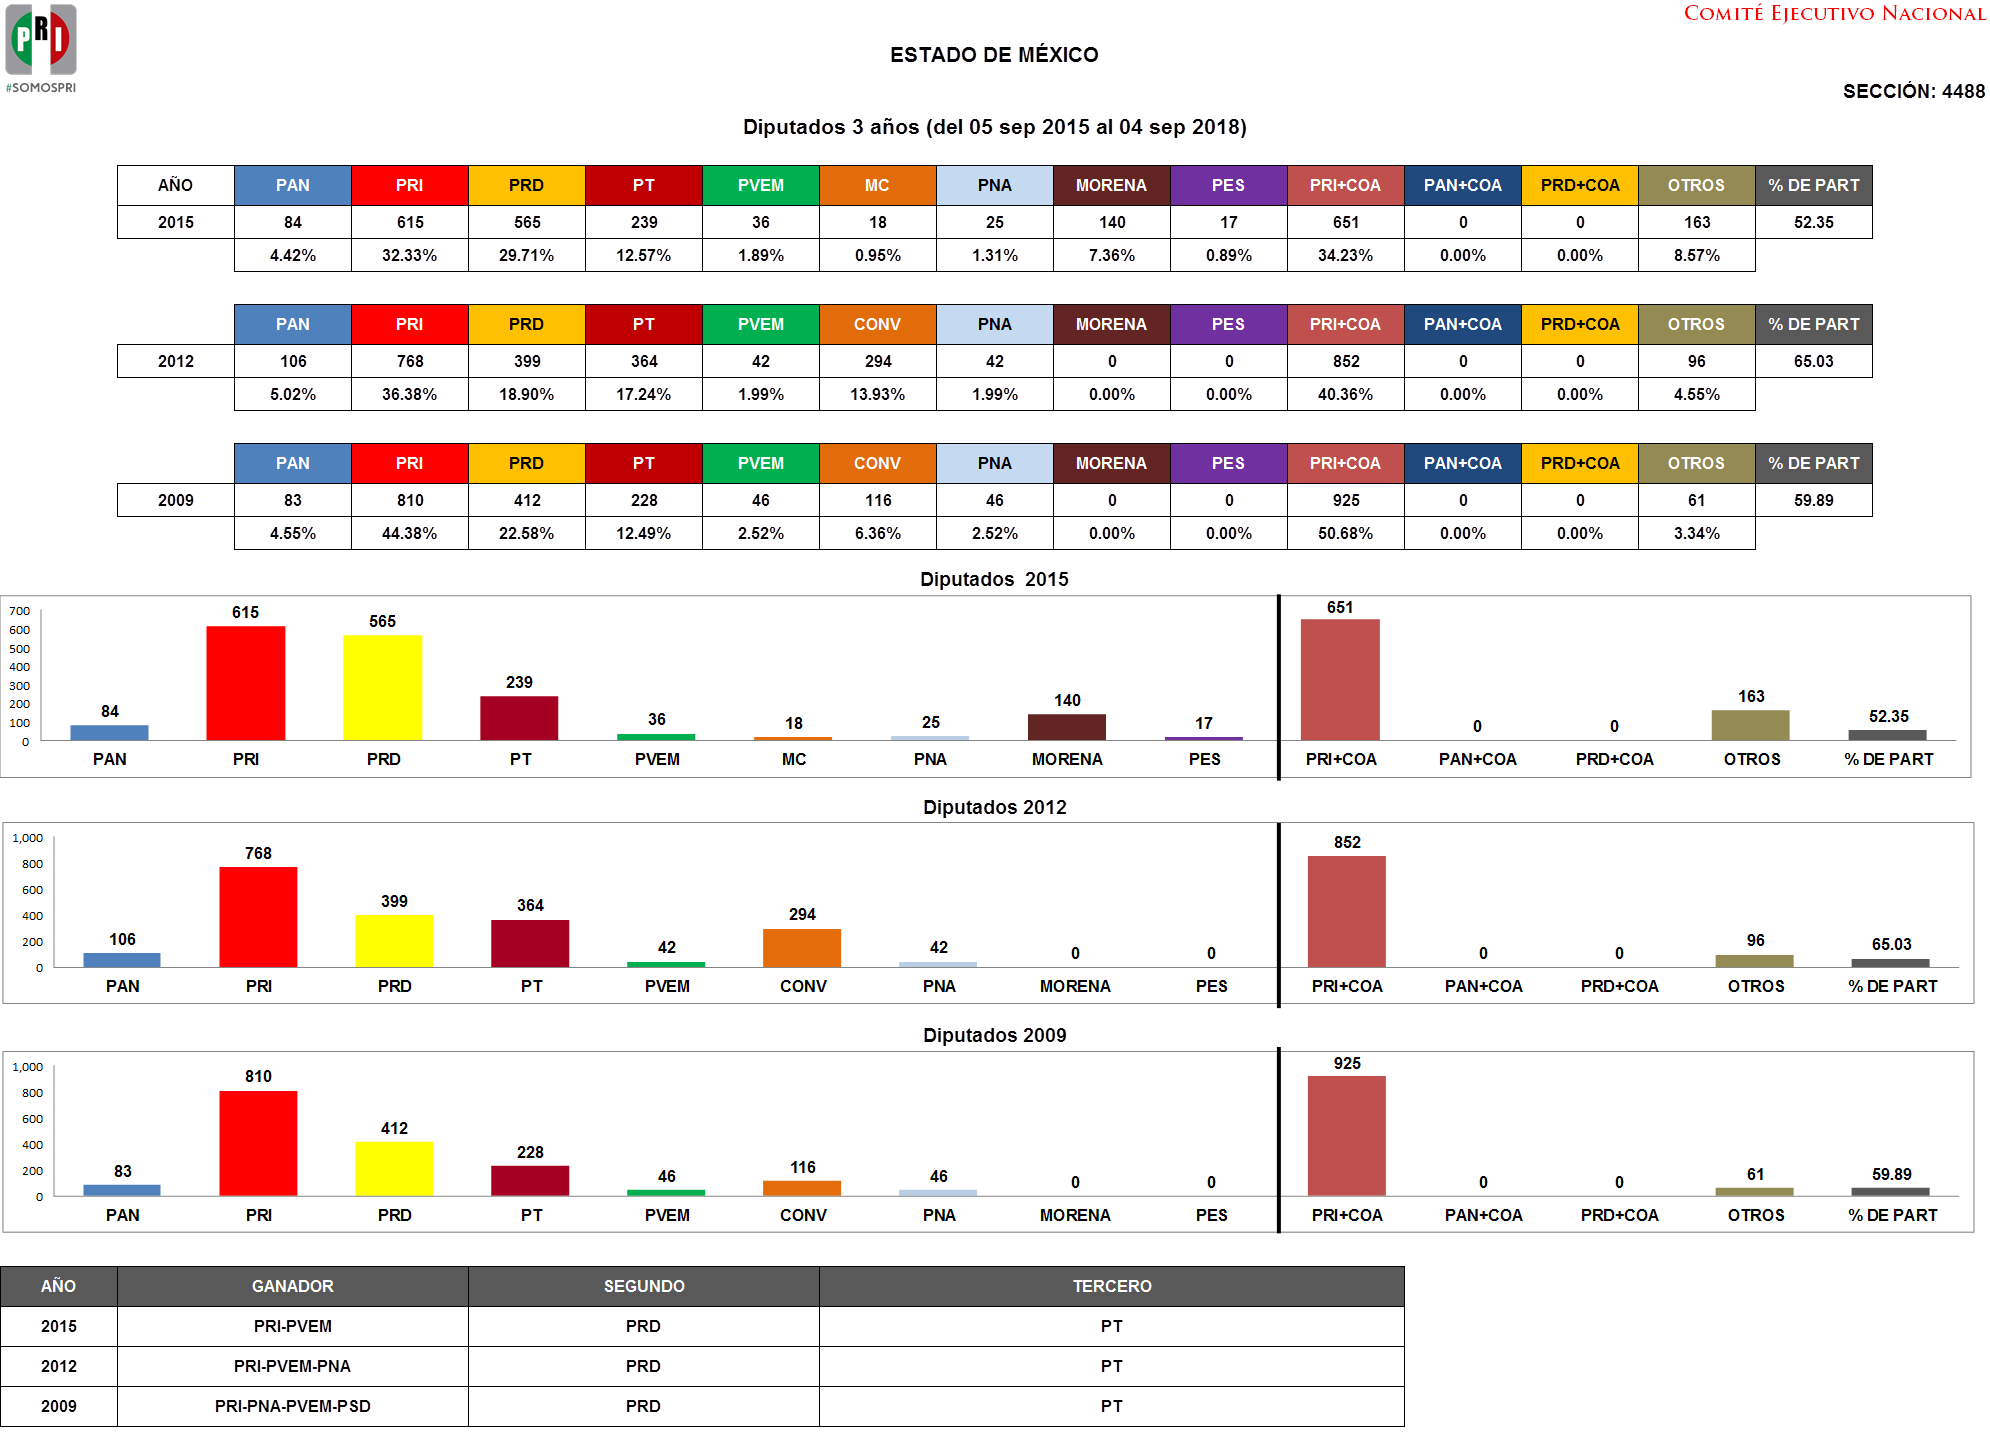 PRI
#SOMOSPRI
COMITÉ EJECUTIVO NACIONAL
ESTADO DE MÉXICO
SECCIÓN: 4488
Diputados 3 años (del 05 sep 2015 al 04 sep 2018)
AÑO PAN PRI PRD PT PVEM MC PNA MORENA PES PRI+COA PAN+COA PRD+COA OTROS % DE PART
2015 84 615 565 239 36 18 25 140 17 651 0 0 163 52.35
4.42% 32.33% 29.71% 12.57% 1.89% 0.95% 1.31% 7.36% 0.89% 34.23% 0.00% 0.00% 8.57%
PAN PRI PRD PT PVEM CONV PNA MORENA PES PRI+COA PAN+COA PRD+COA OTROS % DE PART
2012 106 768 399 364 42 294 42 0 0 852 0 0 96 65.03
5.02% 36.38% 18.90% 17.24% 1.99% 13.93% 1.99% 0.00% 0.00% 40.36% 0.00% 0.00% 4.55%
PAN PRI PRD PT PVEM CONV PNA MORENA PES PRI+COA PAN+COA PRD+COA OTROS % DE PART
2009 83 810 412 228 46 116 46 0 0 925 0 0 61 59.89
4.55% 44.38% 22.58% 12.49% 2.52% 6.36% 2.52% 0.00% 0.00% 50.68% 0.00% 0.00% 3.34%
Diputados 2015
700
600
500
400
300
200
100
0
84 615 565 239 36 18 25 140 17 651 0 0 163 52.35
PAN PRI PRD PT PVEM MC PNA MORENA PES PRI+COA PAN+COA PRD+COA OTROS % DE PART
Diputados 2012
1,000
800
600
400
200
0
106 768 399 364 42 294 42 0 0 852 0 0 96 65.03
PAN PRI PRD PT PVEM CONV PNA MORENA PES PRI+COA PAN+COA PRD+COA OTROS % DE PART
Diputados 2009
1,000
800
600
400
200
0
83 810 412 228 46 116 46 0 0 925 0 0 61 59.89
PAN PRI PRD PT PVEM CONV PNA MORENA PES PRI+COA PAN+COA PRD+COA OTROS % DE PART
AÑO GANADOR SEGUNDO TERCERO
2015 PRI-PVEM PRD PT
2012 PRI-PVEM-PNA PRD PT
2009 PRI-PNA-PVEM-PSD PRD PT